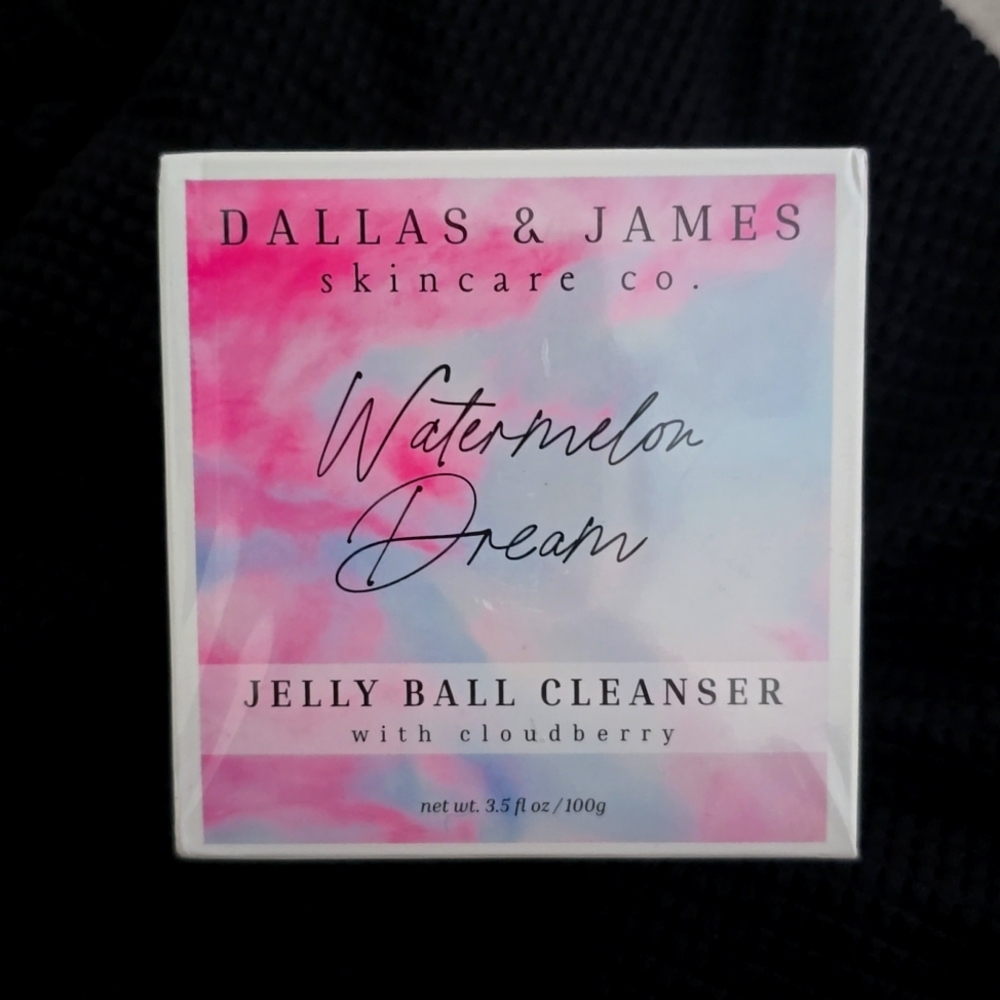 DALLAS & JAMES
skincare co.
Watermelon
Dream
JELLY BALL CLEANSER
with cloudberry
net wt. 3.5 fl oz / 100g